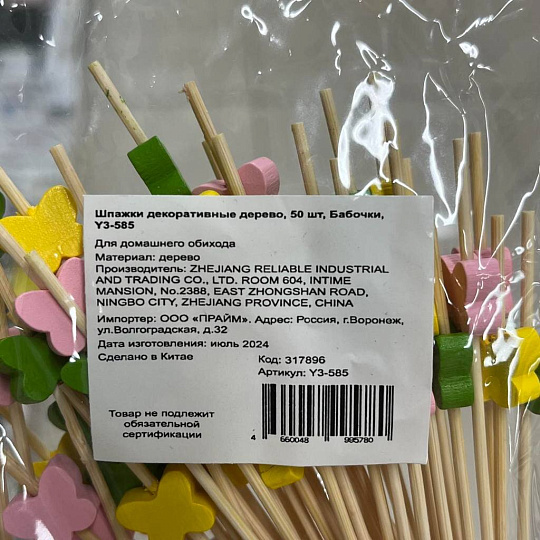 Шпажки декоративные дерево, 50 шт, Бабочки,
Y3-585
Для домашнего обихода
Материал: дерево
Производитель: ZHEJIANG RELIABLE INDUSTRIAL
AND TRADING CO., LTD. ROOM 604, INTIME
MANSION, No.2388, EAST ZHONGSHAN ROAD,
NINGBO CITY, ZHEJIANG PROVINCE, CHINA
Импортер: ООО «ПРАЙМ». Адрес: Россия, г.Воронеж,
ул.Волгоградская, д.32
Дата изготовления: июль 2024
Сделано в Китае
Код: 317896
Артикул: Y3-585
Товар не подлежит
обязательной
сертификации
4 660048 995780